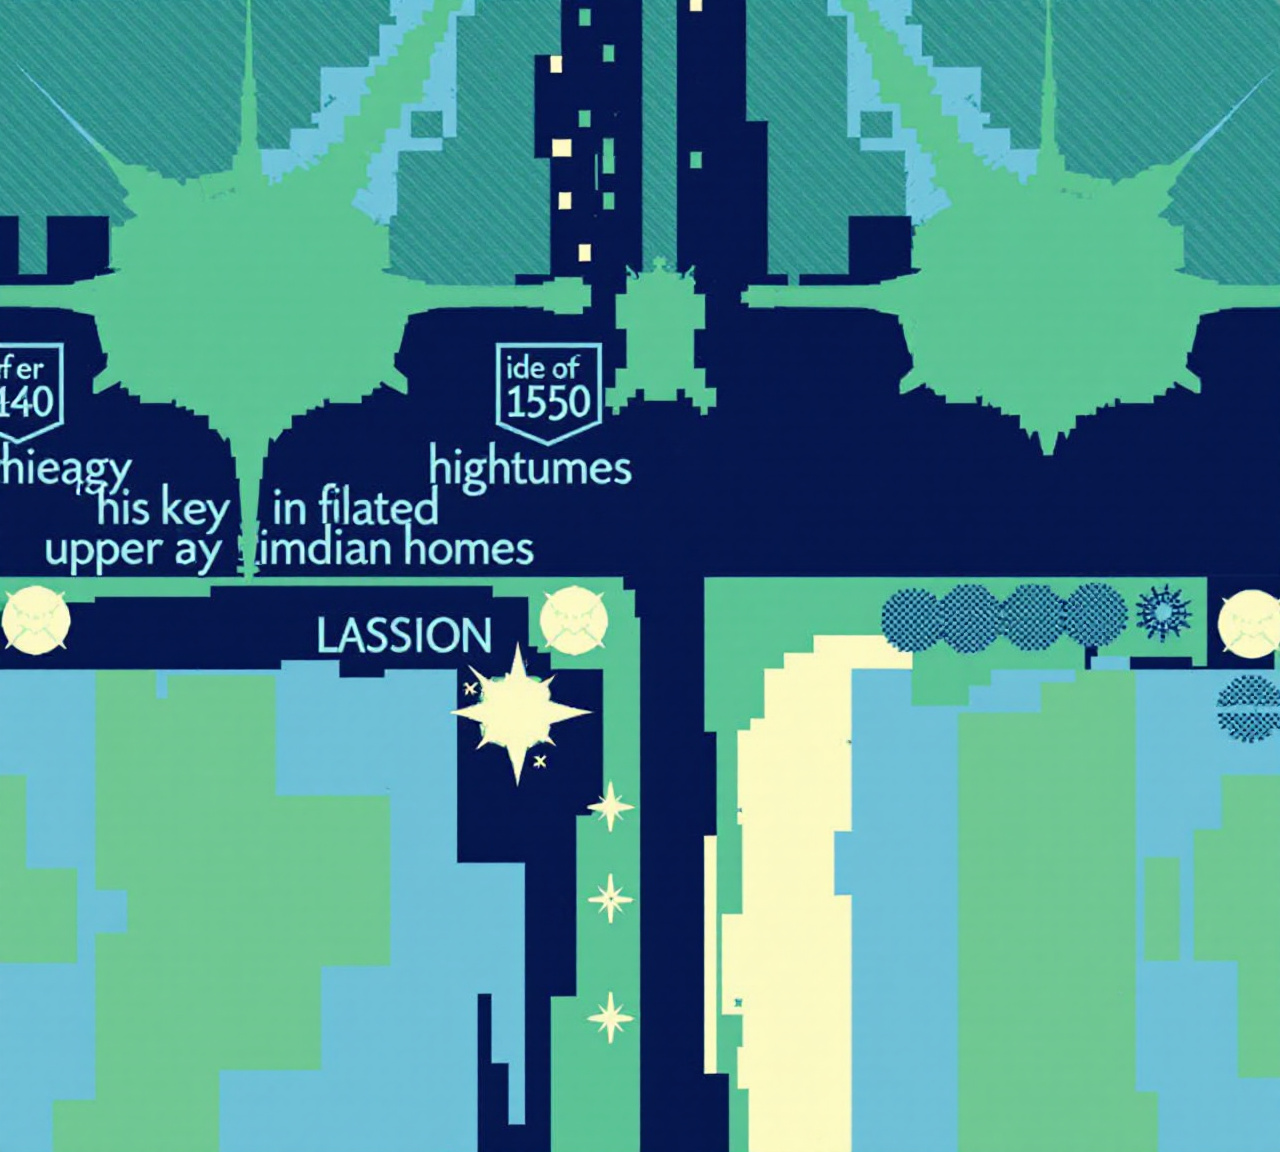 fer
140
ide of
1550
hieagy
hightumes
his key in filated
upper ay imdian homes
LASSION